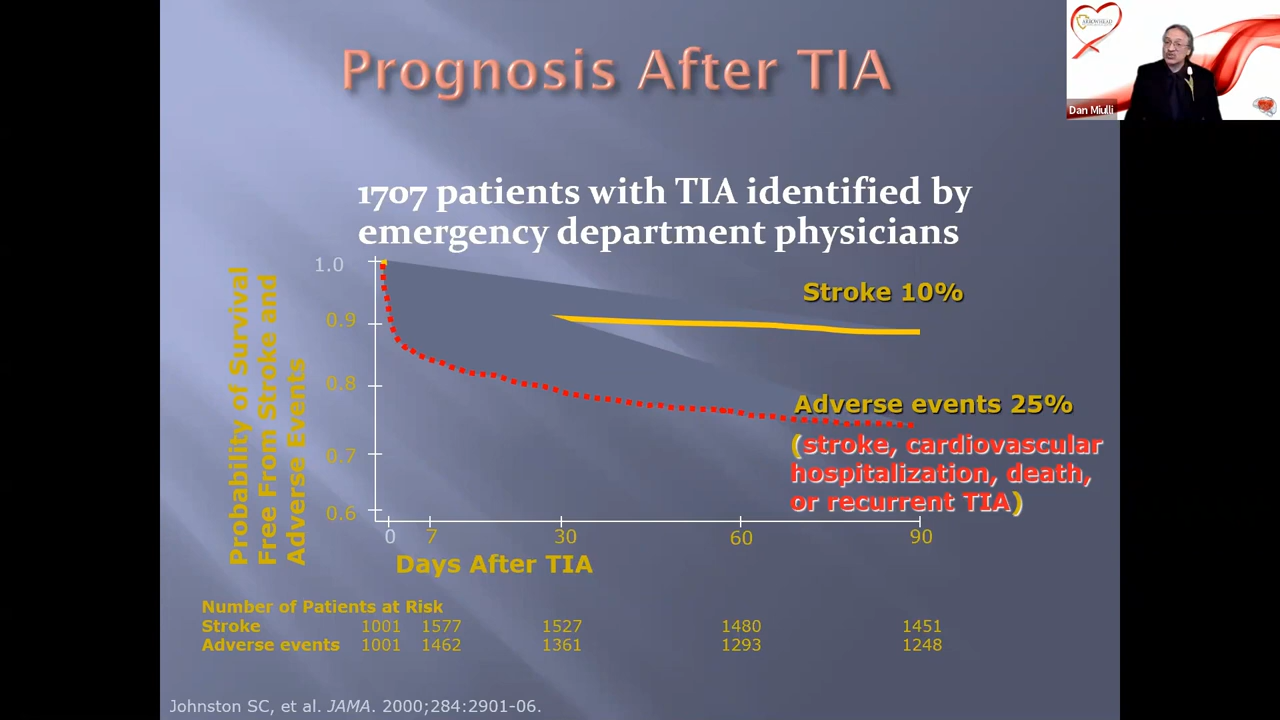 Prognosis After TIA
ARROWHEAD
Dan Miulli
1707 patients with TIA identified by
emergency department physicians
Probability of Survival
Free From Stroke and
Adverse Events
1.0
0.9
0.8
0.7
0.6
Stroke 10%
Adverse events 25%
(stroke, cardiovascular
hospitalization, death,
or recurrent TIA)
0 7 30 60 90
Days After TIA
Number of Patients at Risk
Stroke 1001 1577 1527 1480 1451
Adverse events 1001 1462 1361 1293 1248
Johnston SC, et al. JAMA. 2000;284:2901-06.